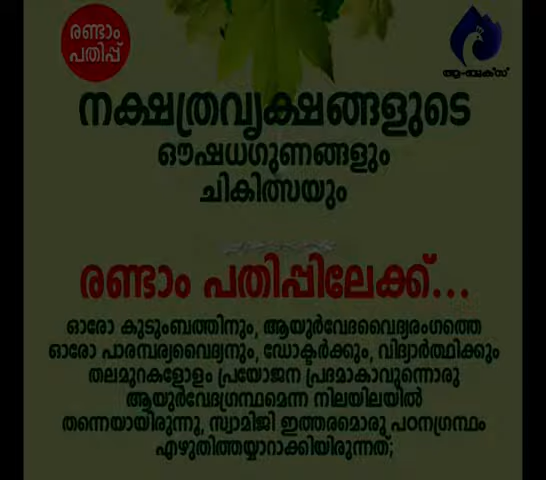 രണ്ടാം
പതിപ്പ്
ആ-ബുക്സ്
നക്ഷത്രവൃക്ഷങ്ങളുടെ
ഔഷധഗുണങ്ങളും
ചികിത്സയും
രണ്ടാം പതിപ്പിലേക്ക്...
ഓരോ കുടുംബത്തിനും, ആയുർവേദവൈദ്യരംഗത്തെ
ഓരോ പാരമ്പര്യവൈദ്യനും, ഡോക്ടർക്കും, വിദ്യാർത്ഥിക്കും
തലമുറകളോളം പ്രയോജന പ്രദമാകാവുന്നൊരു
ആയുർവേദഗ്രന്ഥമെന്ന നിലയിലയിൽ
തന്നെയായിരുന്നു, സ്വാമിജി ഇത്തരമൊരു പഠനഗ്രന്ഥം
എഴുതിത്തയ്യാറാക്കിയിരുന്നത്;